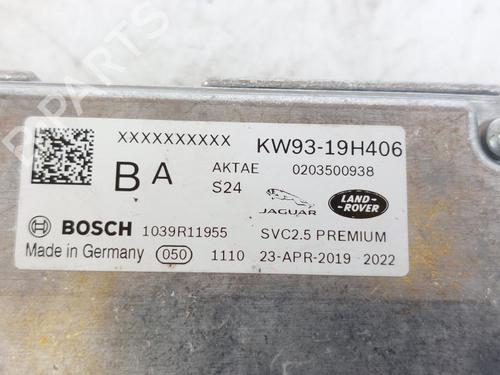 XXXXXXXXXX KW93-19H406
B A AKTAE 0203500938
S24 JAGUAR LAND-ROVER
BOSCH 1039R11955 SVC2.5 PREMIUM
Made in Germany 050 1110 23-APR-2019 2022